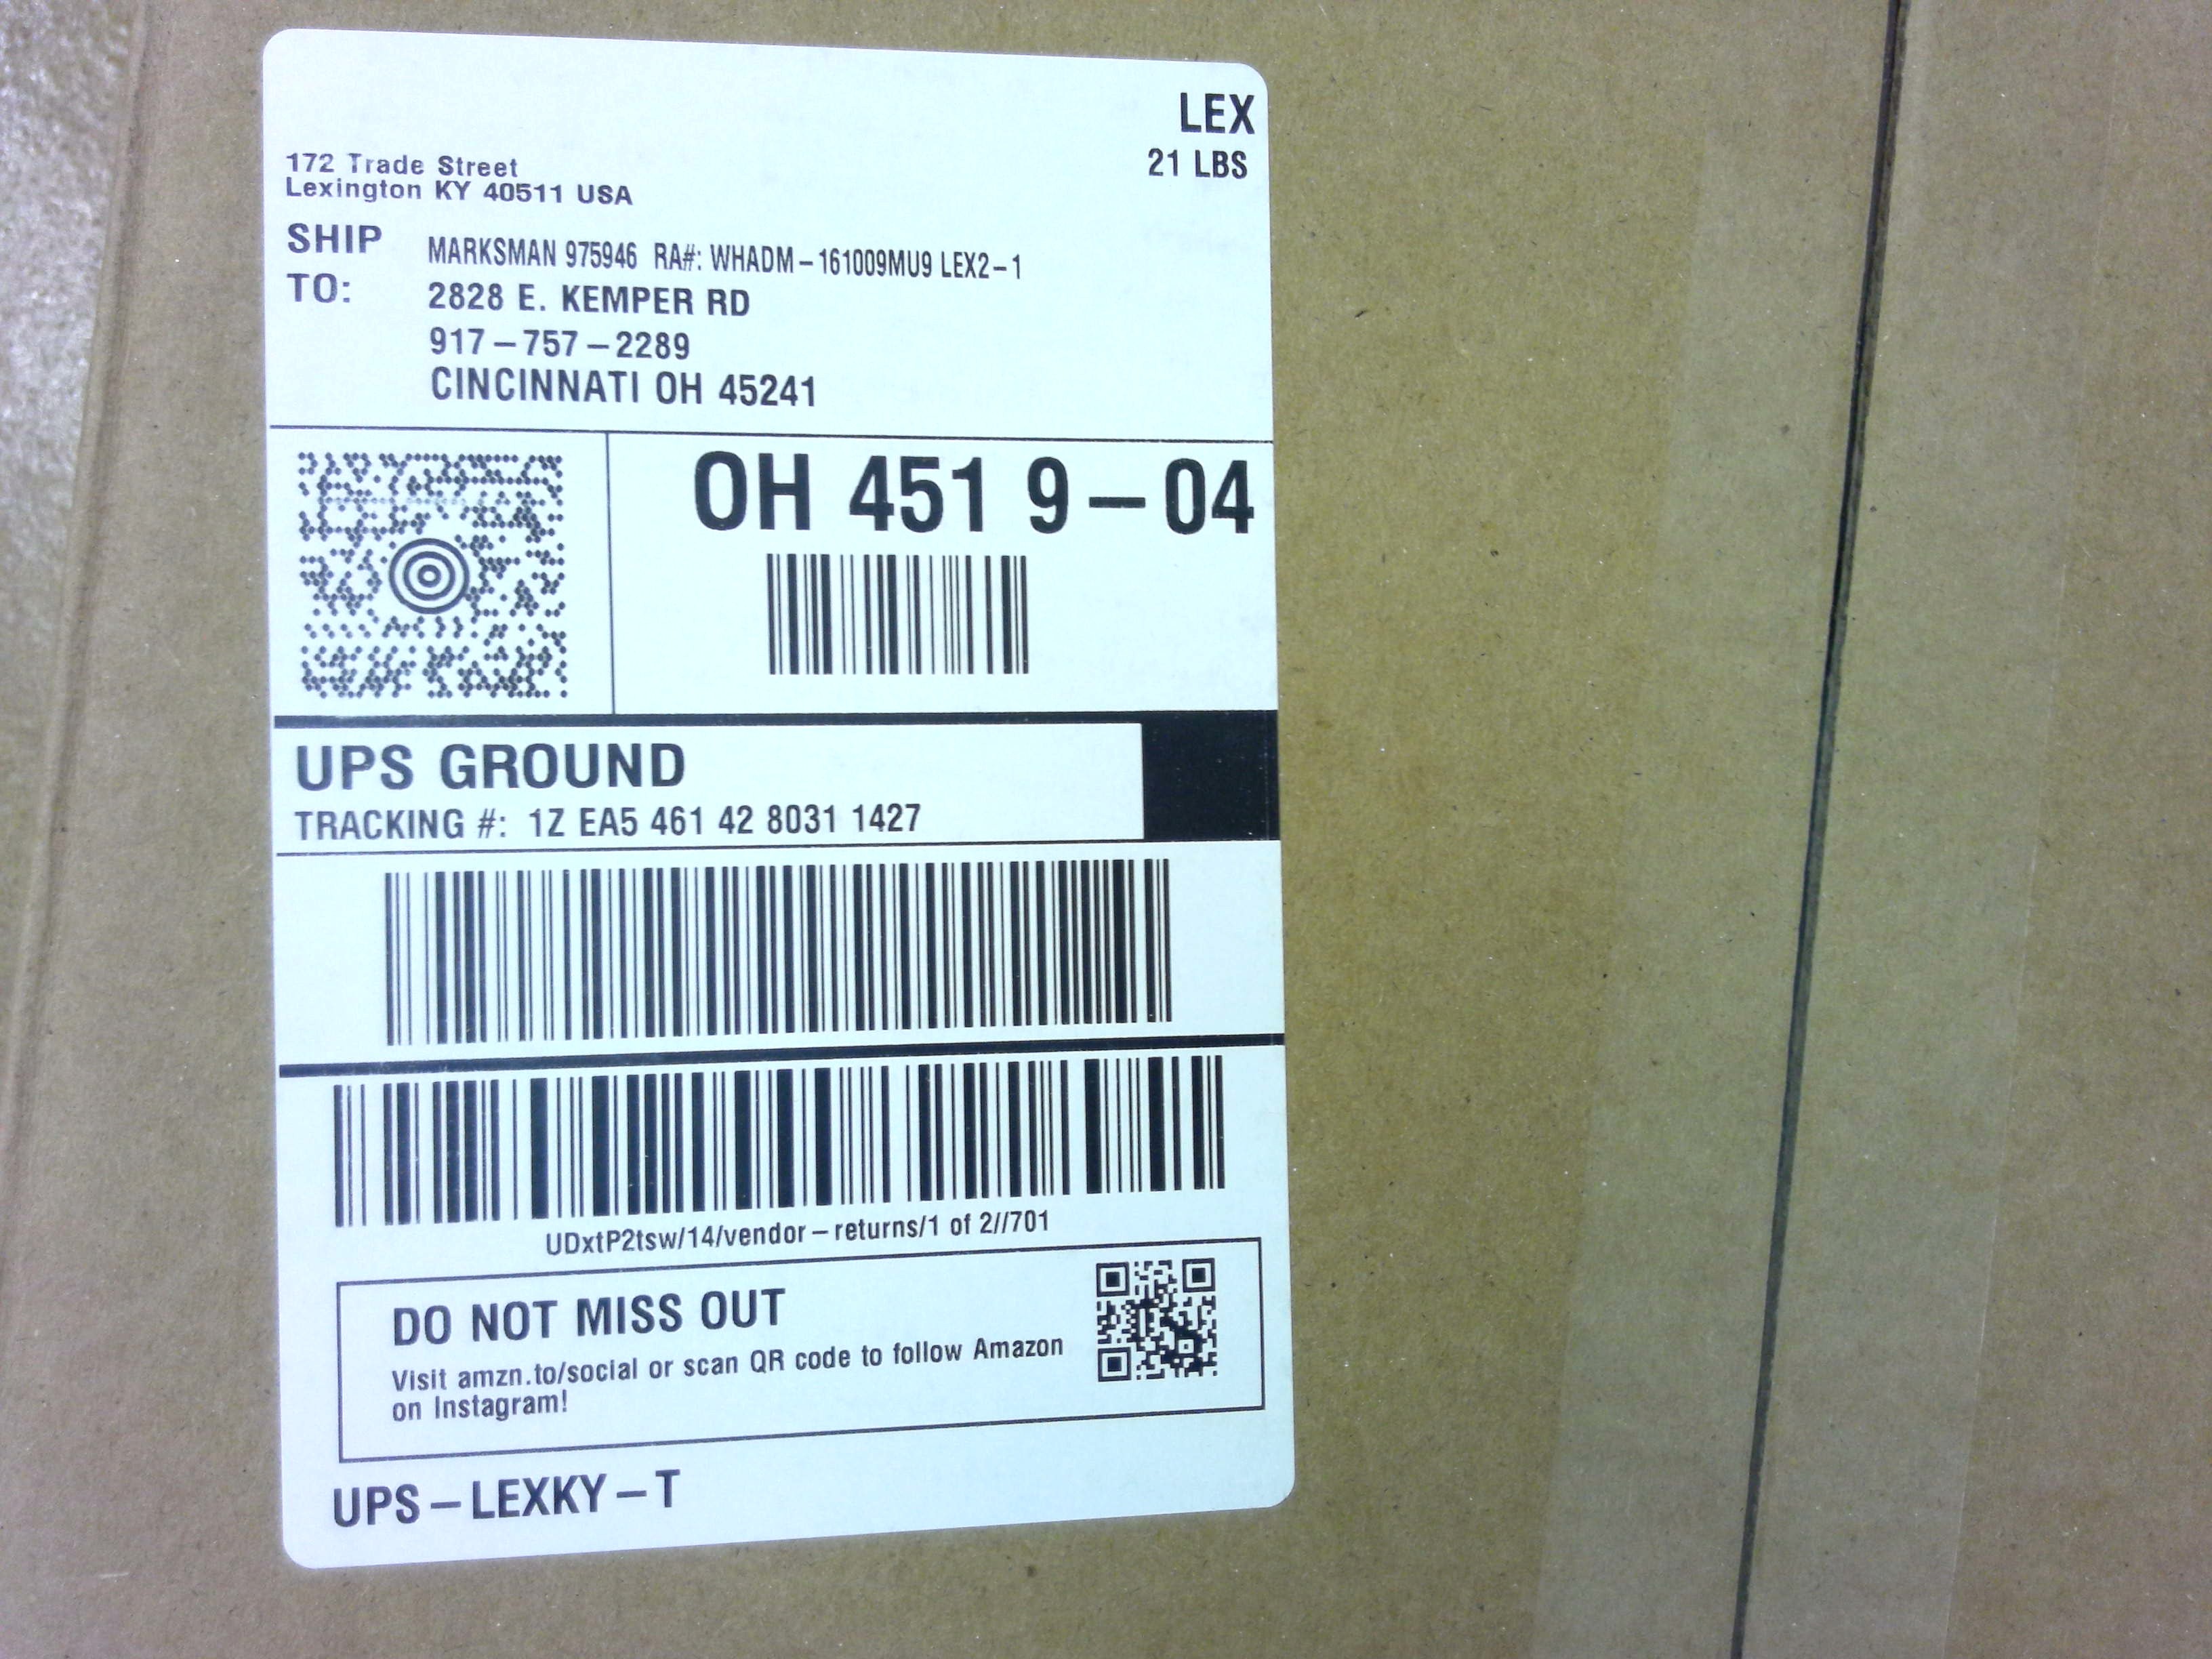 LEX
21 LBS
172 Trade Street
Lexington KY 40511 USA
SHIP TO:
MARKSMAN 975946 RA#: WHADM-161009MU9 LEX2-1
2828 E. KEMPER RD
917-757-2289
CINCINNATI OH 45241
OH 451 9-04
UPS GROUND
TRACKING #: 1Z EA5 461 42 8031 1427
UDxtP2tsw/14/vendor-returns/1 of 2//701
DO NOT MISS OUT
Visit amzn.to/social or scan QR code to follow Amazon
on Instagram!
UPS-LEXKY-T